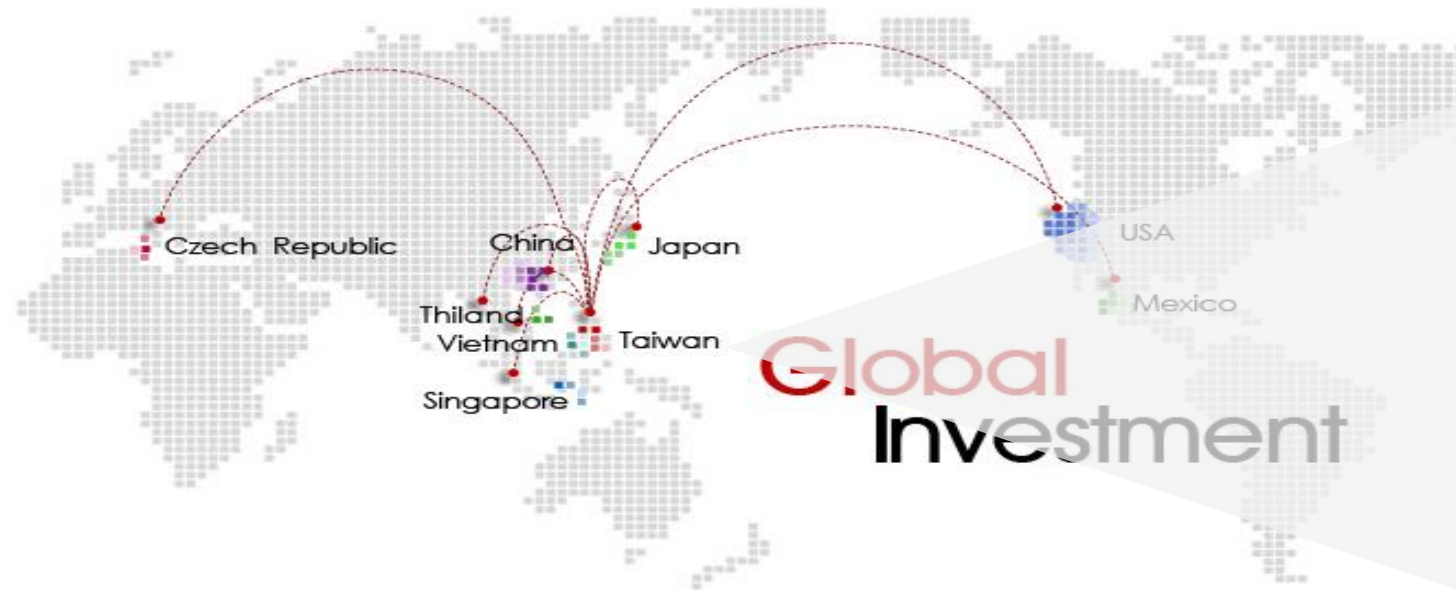 Czech Republic
China
Japan
USA
Thiland
Mexico
Vietnam
Taiwan
Singapore
Global
Investment